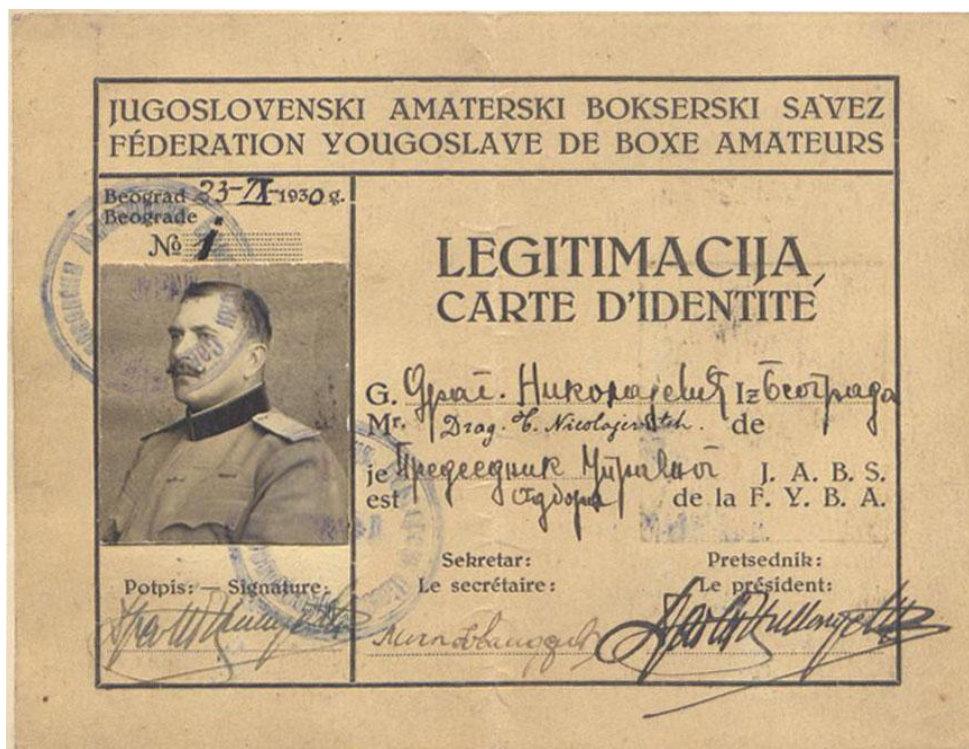 JUGOSLOVENSKI AMATERSKI BOKSERSKI SAVEZ
FÉDERATION YOUGOSLAVE DE BOXE AMATEURS
Beograd 23-IX-1930 g.
Beograde
No 1
LEGITIMACIJA
CARTE D'IDENTITÉ
G. Драг. Николајевић Iz Београда
Mr. Drag. Nicolajevitch. de
je Председник Управног J. A. B. S.
est Одбора de la F. Y. B. A.
Potpis: — Signature:
Sekretar: Pretsednik:
Le secrétaire: Le président: